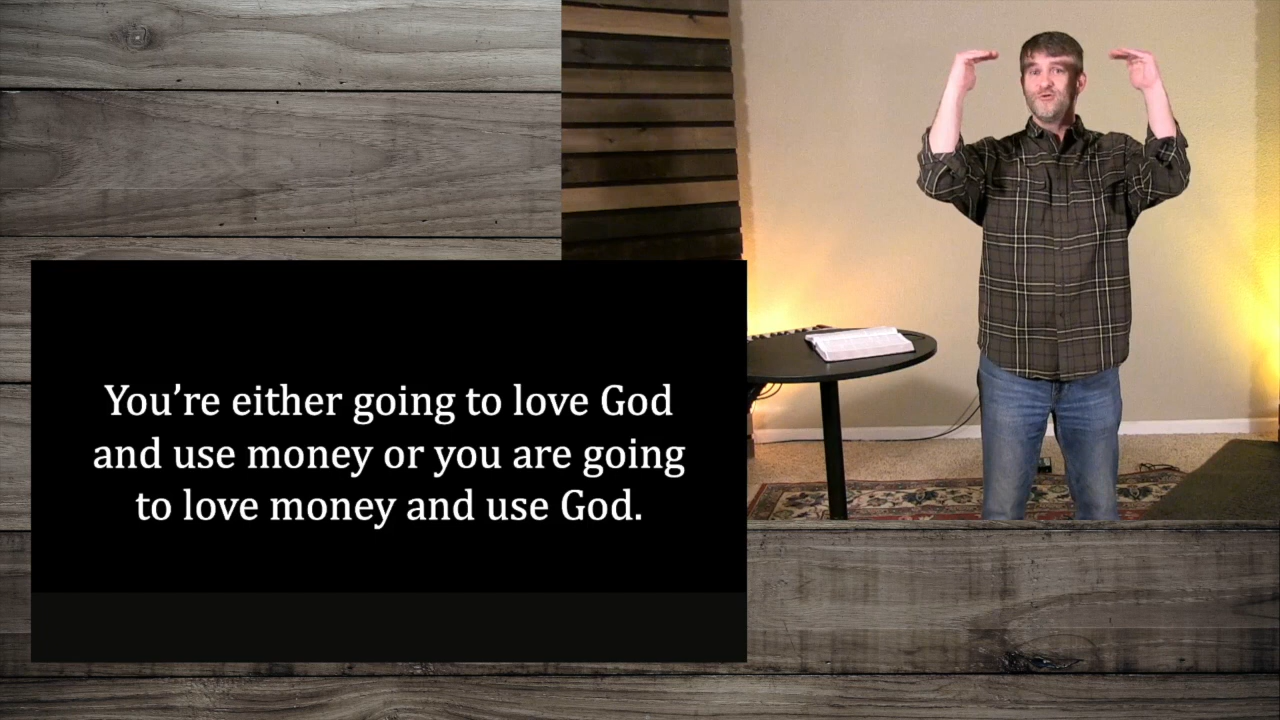 You’re either going to love God
and use money or you are going
to love money and use God.